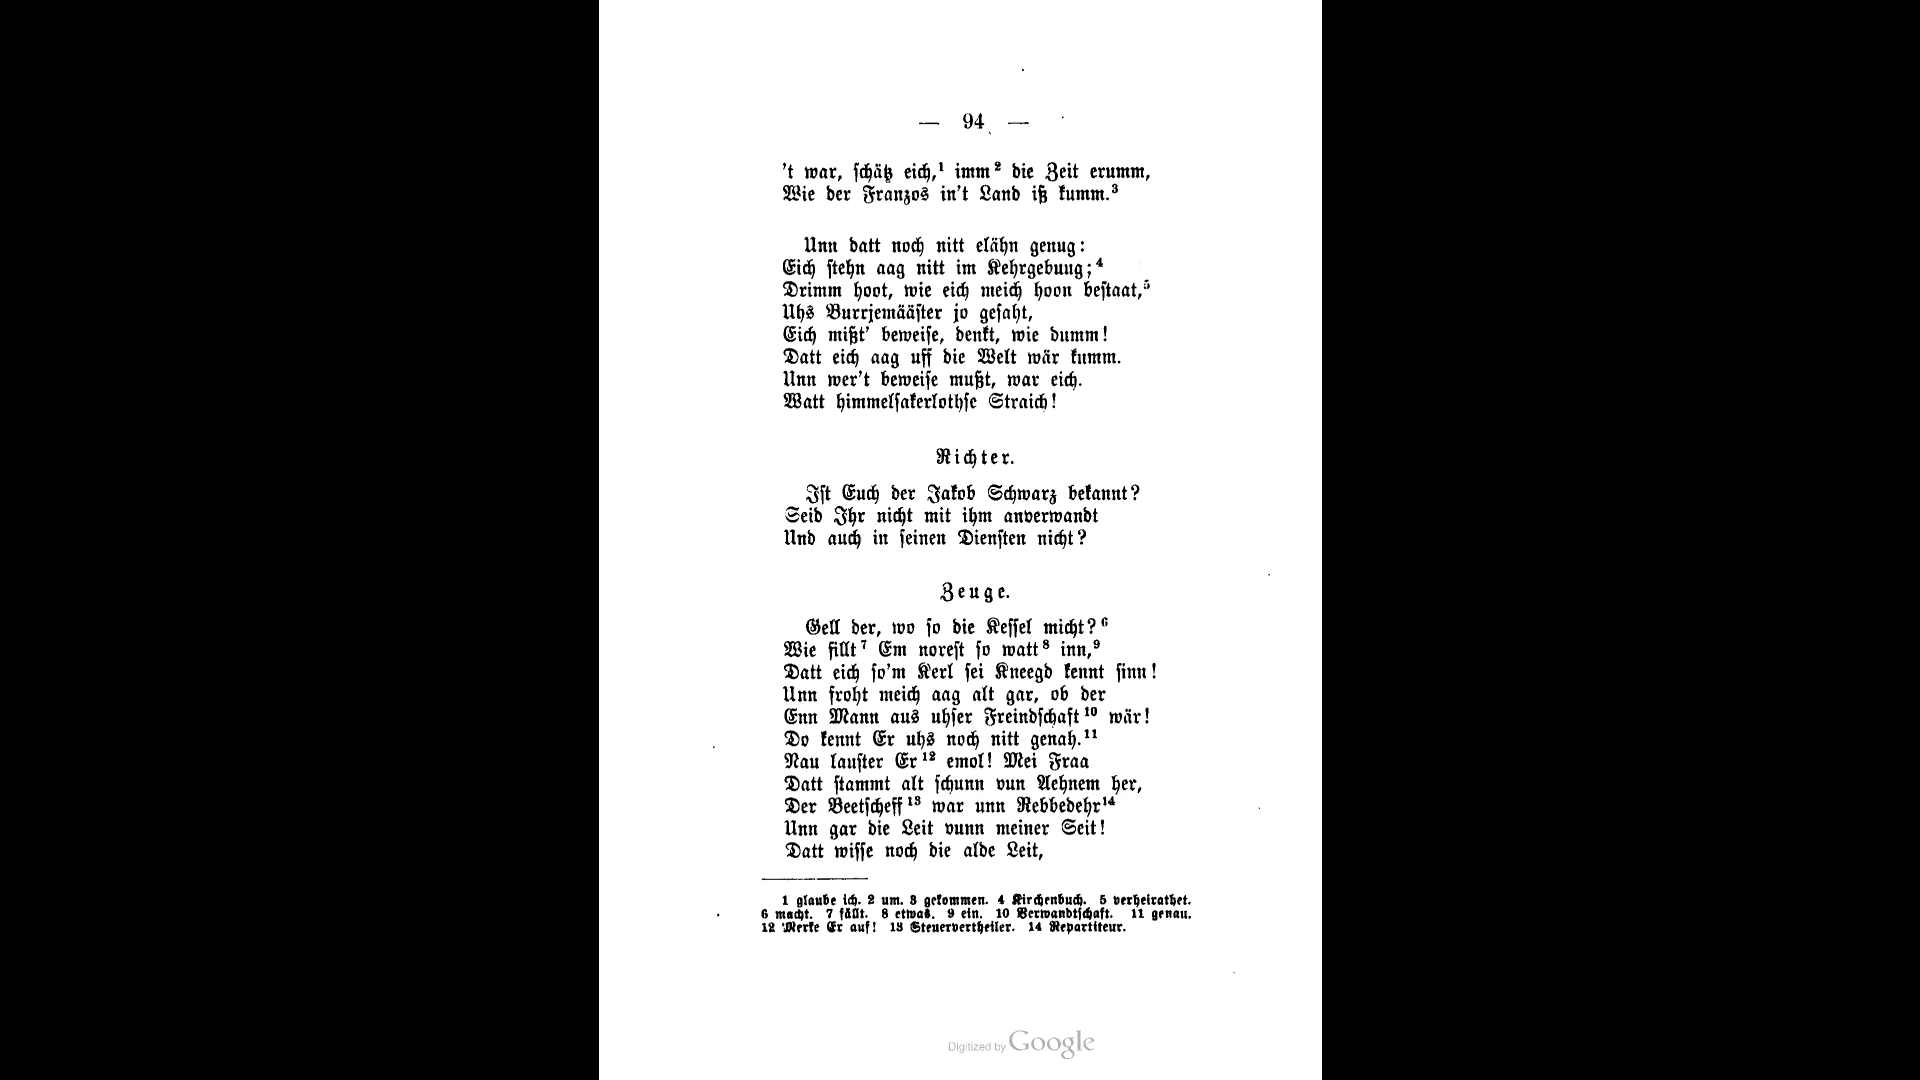 — 94 —
’t war, schätz eich,¹ imm² die Zeit erumm,
Wie der Franzos in’t Land iß kumm.³
Unn datt noch nitt elähn genug:
Eich stehn aag nitt im Kehrgebuug;⁴
Drimm hoot, wie eich meich hoon bestaat,⁵
Uhs Burrjemääster jo gesaht,
Eich mißt’ beweise, denkt, wie dumm!
Datt eich aag uff die Welt wär kumm.
Unn wer’t beweise mußt, war eich.
Watt himmelsakerlothse Straich!
Richter.
Ist Euch der Jakob Schwarz bekannt?
Seid Ihr nicht mit ihm anverwandt
Und auch in seinen Diensten nicht?
Zeuge.
Gell der, wo so die Kessel micht?⁶
Wie fillt⁷ Em norest so watt⁸ inn,⁹
Datt eich so’m Kerl sei Kneegd kennt sinn!
Unn froht meich aag alt gar, ob der
Enn Mann aus uhser Freindschaft¹⁰ wär!
Do kennt Er uhs noch nitt genah.¹¹
Nau lauster Er¹² emol! Mei Fraa
Datt stammt alt schunn vun Aehnem her,
Der Beetscheff¹³ war unn Rebbedehr¹⁴
Unn gar die Leit vunn meiner Seit!
Datt wisse noch die alde Leit,
1 glaube ich. 2 um. 3 gekommen. 4 Kirchenbuch. 5 verheirathet.
6 macht. 7 fällt. 8 etwas. 9 ein. 10 Verwandtschaft. 11 genau.
12 Merke Er auf! 13 Steuervertheiler. 14 Repartiteur.
Digitized by Google